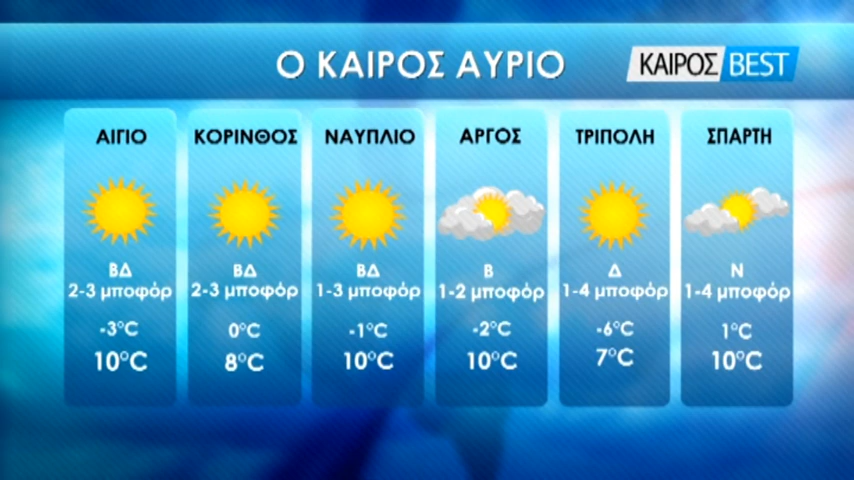 Ο ΚΑΙΡΟΣ ΑΥΡΙΟ
ΚΑΙΡΟΣ BEST
ΑΙΓΙΟ
ΒΔ
2-3 μποφόρ
-3°C
10°C
ΚΟΡΙΝΘΟΣ
ΒΔ
2-3 μποφόρ
0°C
8°C
ΝΑΥΠΛΙΟ
ΒΔ
1-3 μποφόρ
-1°C
10°C
ΑΡΓΟΣ
Β
1-2 μποφόρ
-2°C
10°C
ΤΡΙΠΟΛΗ
Δ
1-4 μποφόρ
-6°C
7°C
ΣΠΑΡΤΗ
Ν
1-4 μποφόρ
1°C
10°C